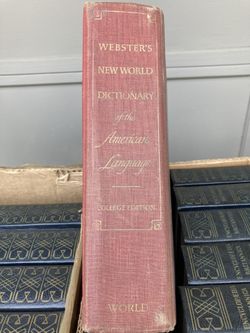 WEBSTER'S
NEW WORLD
DICTIONARY
of the
American
Language
COLLEGE EDITION
WORLD